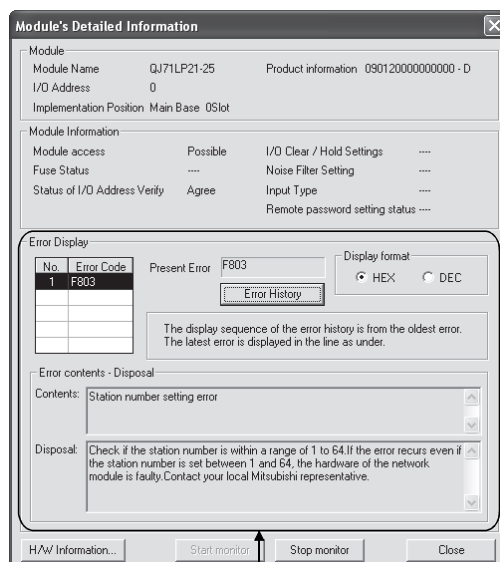 Module's Detailed Information
Module
Module Name QJ71LP21-25 Product information 090120000000000 - D
I/O Address 0
Implementation Position Main Base 0Slot
Module Information
Module access Possible I/O Clear / Hold Settings ----
Fuse Status ---- Noise Filter Setting ----
Status of I/O Address Verify Agree Input Type ----
Remote password setting status ----
Error Display
No. Error Code Present Error F803 Display format
1 F803 HEX DEC
Error History
The display sequence of the error history is from the oldest error.
The latest error is displayed in the line as under.
Error contents - Disposal
Contents: Station number setting error
Disposal: Check if the station number is within a range of 1 to 64.If the error recurs even if
the station number is set between 1 and 64, the hardware of the network
module is faulty.Contact your local Mitsubishi representative.
H/W Information... Start monitor Stop monitor Close